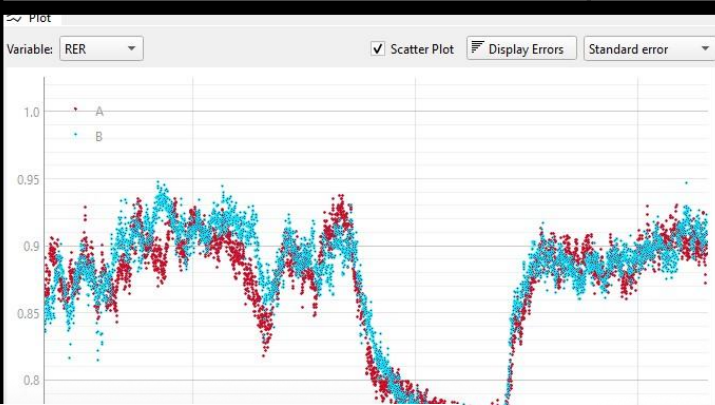 Plot
Variable: RER Scatter Plot Display Errors Standard error
1.0
A
B
0.95
0.9
0.85
0.8